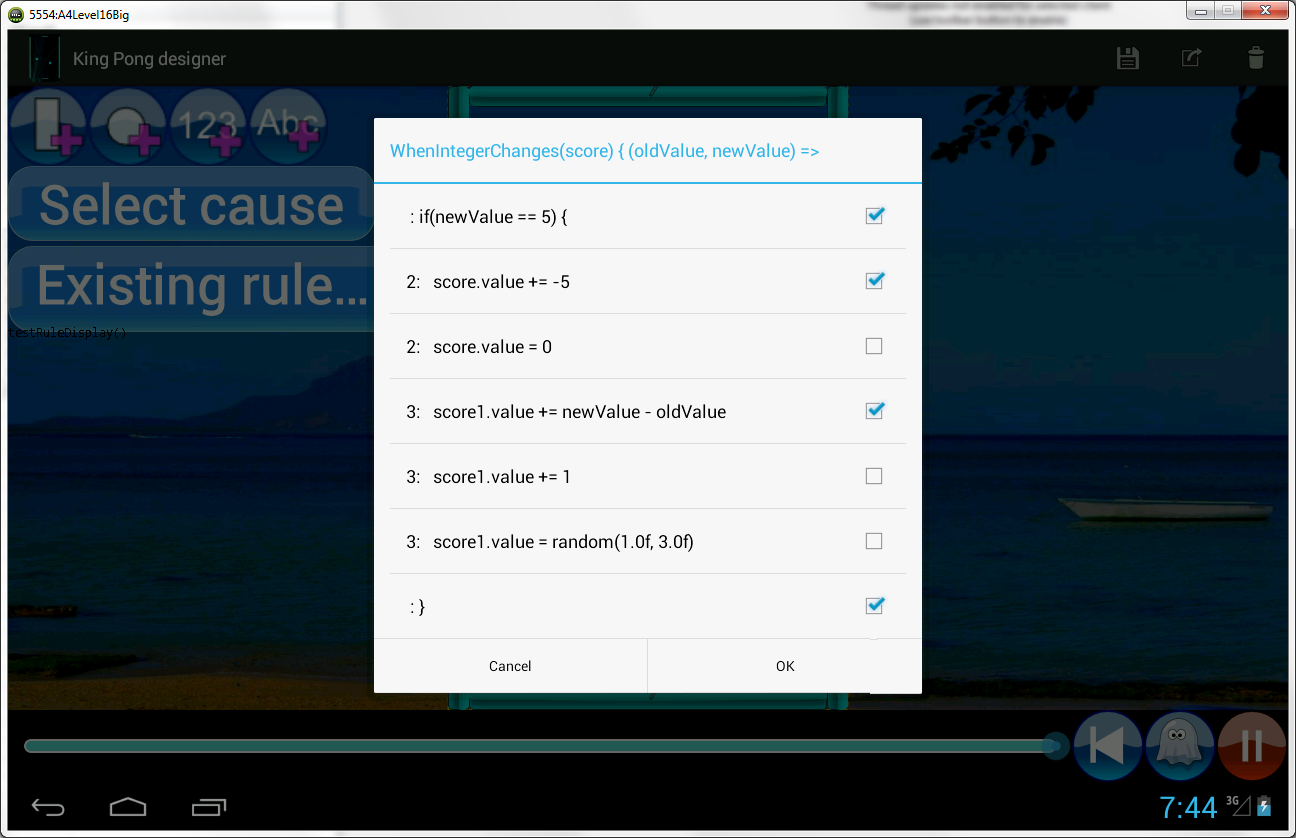 5554:A4Level16Big
King Pong designer
123
Abc
Select cause
Existing rule...
testRuleDisplay()
WhenIntegerChanges(score) { (oldValue, newValue) =>
: if(newValue == 5) {
2: score.value += -5
2: score.value = 0
3: score1.value += newValue - oldValue
3: score1.value += 1
3: score1.value = random(1.0f, 3.0f)
: }
Cancel
OK
7:44
3G